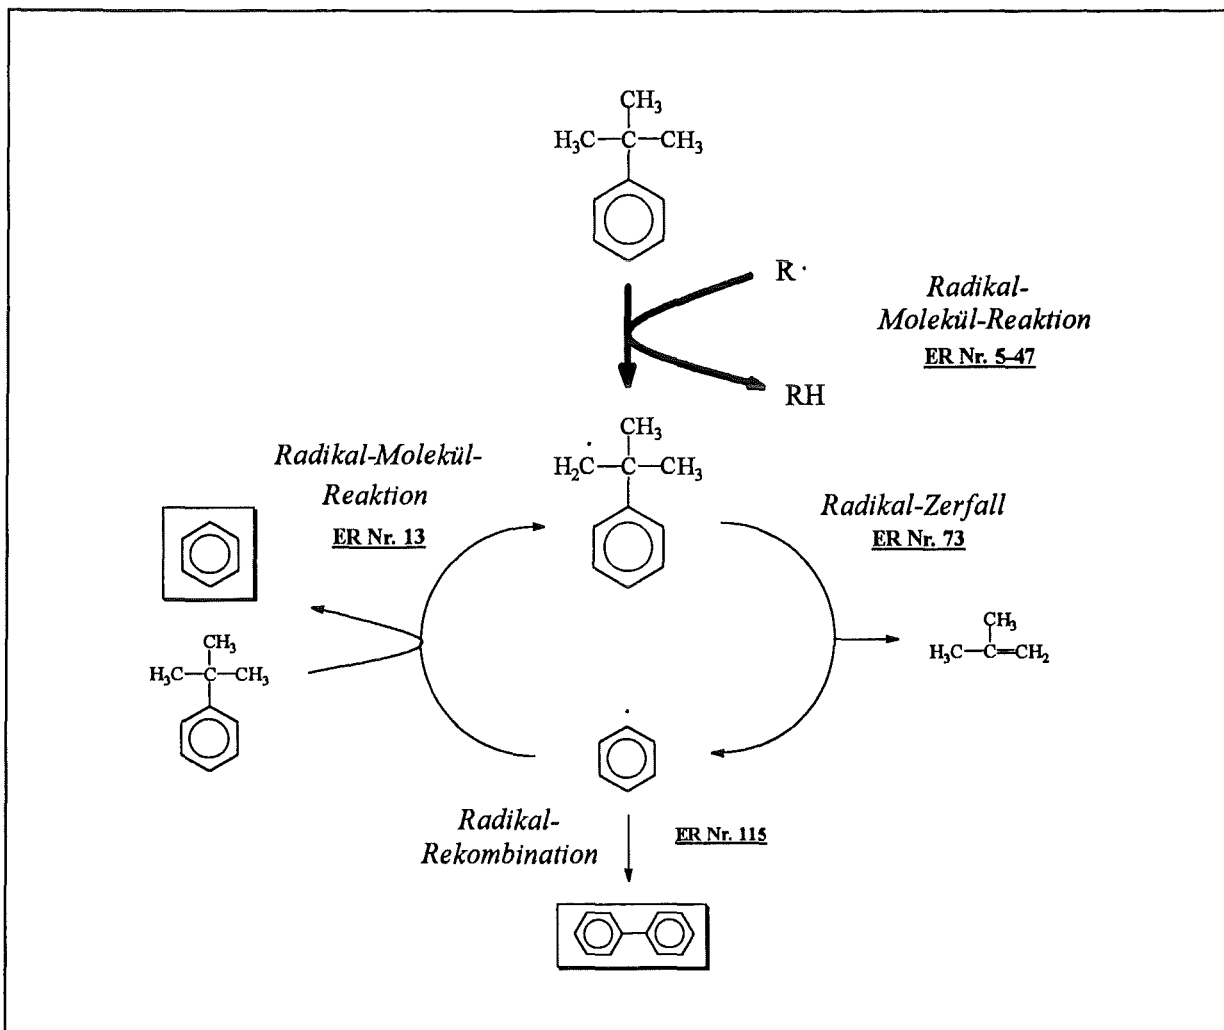 CH₃
H₃C—C—CH₃
R·
Radikal-
Molekül-Reaktion
ER Nr. 5–47
RH
CH₃
H₂Ċ—C—CH₃
Radikal-Molekül-
Reaktion
ER Nr. 13
Radikal-Zerfall
ER Nr. 73
CH₃
H₃C—C—CH₃
CH₃
H₃C—C=CH₂
Radikal-
Rekombination
ER Nr. 115